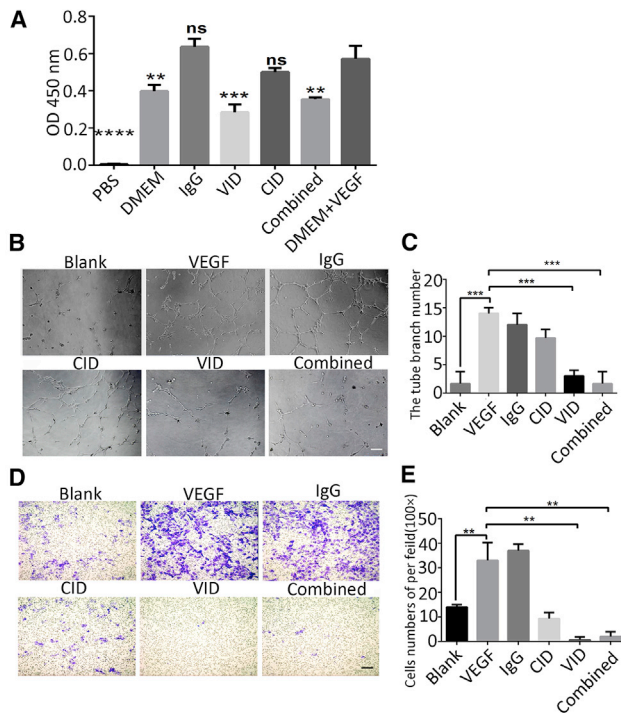 A
OD 450 nm
0.8
0.6
0.4
0.2
0.0
****
**
ns
***
ns
**
PBS
DMEM
IgG
VID
CID
Combined
DMEM+VEGF
B
Blank VEGF IgG
CID VID Combined
C
The tube branch number
20
15
10
5
0
***
***
***
Blank
VEGF
IgG
CID
VID
Combined
D
Blank VEGF IgG
CID VID Combined
E
Cells numbers of per feild(100×)
50
40
30
20
10
0
**
**
**
Blank
VEGF
IgG
CID
VID
Combined